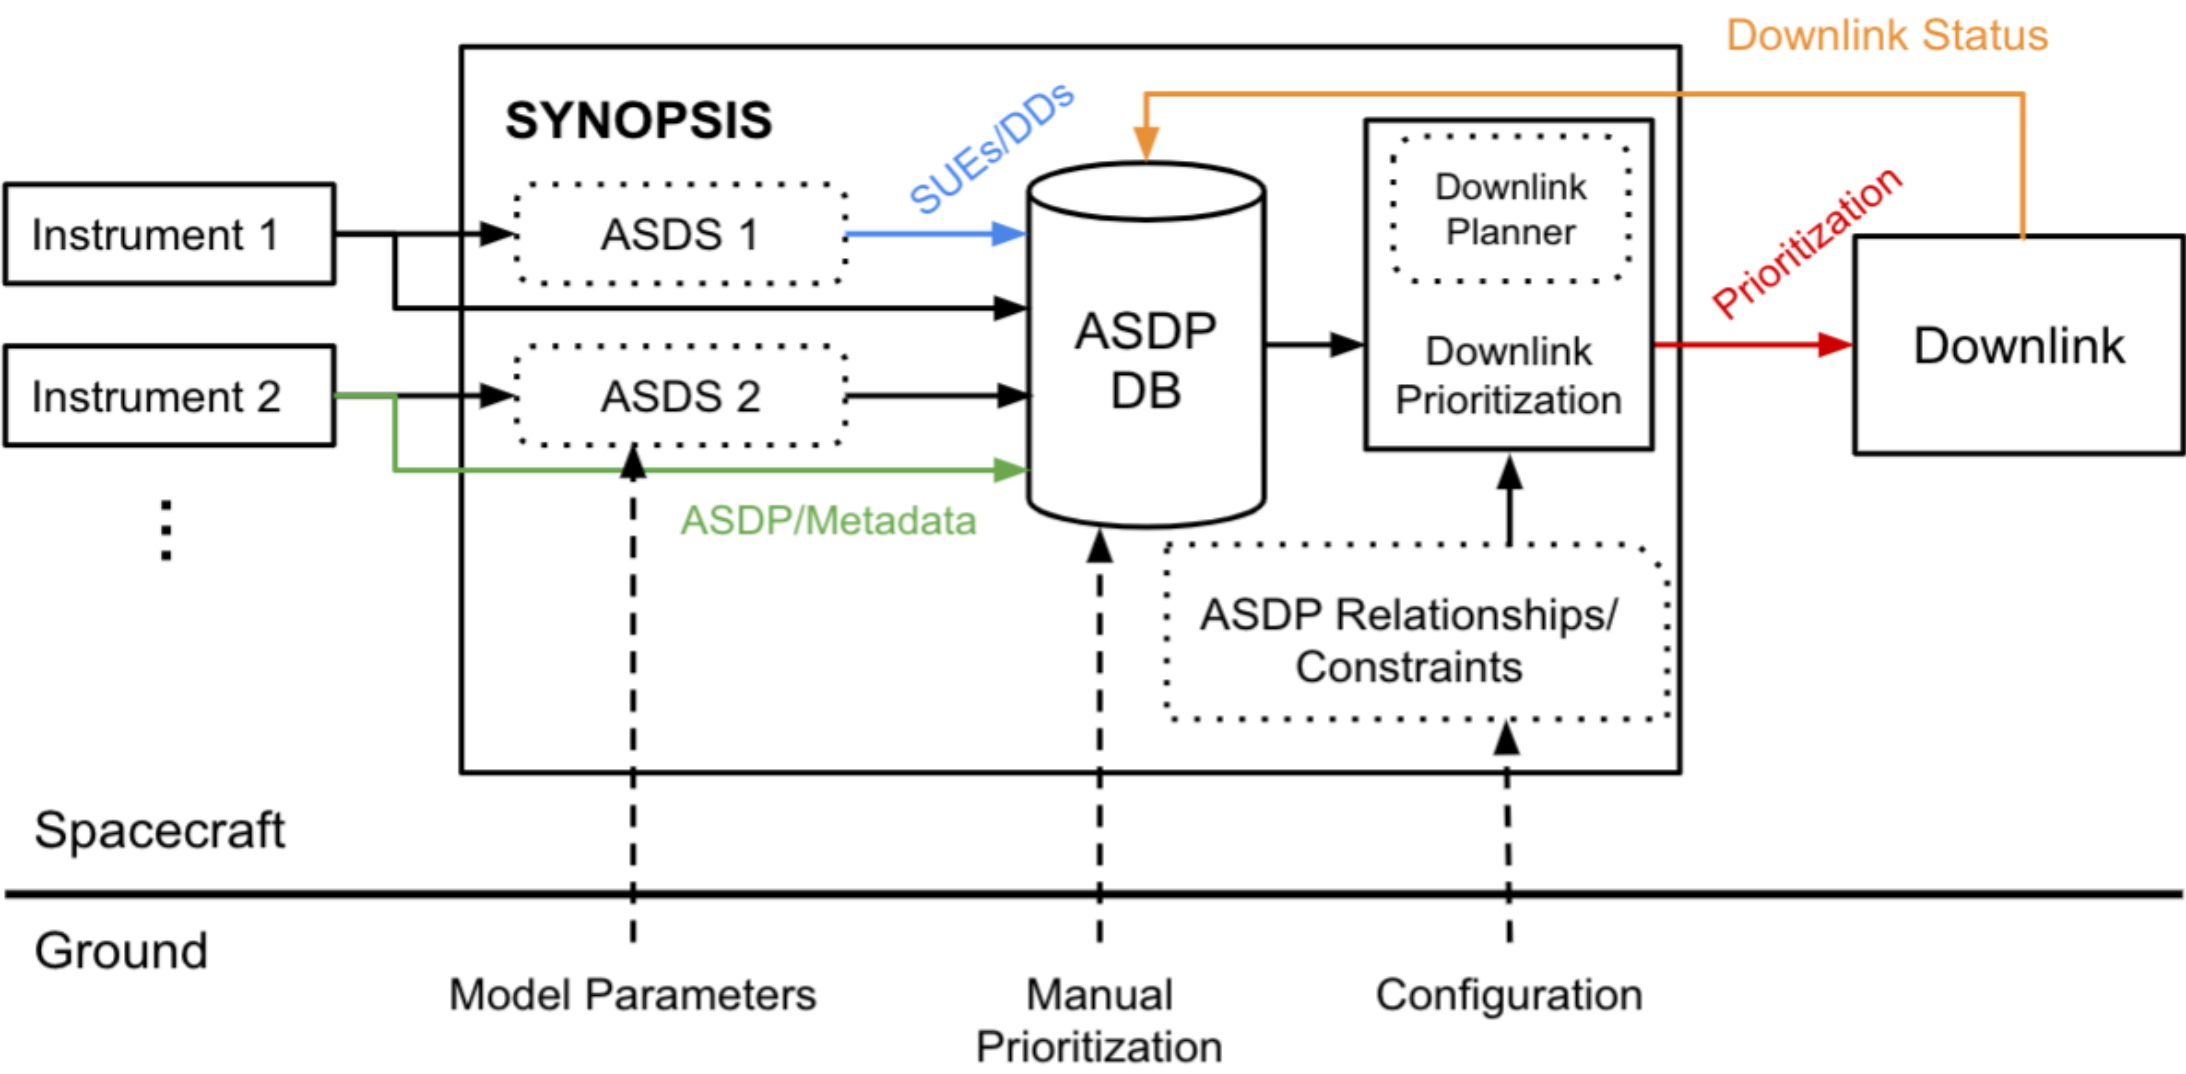 Downlink Status
SYNOPSIS
SUEs/DDs
Instrument 1
ASDS 1
Downlink
Planner
Prioritization
Instrument 2
ASDS 2
ASDP
DB
Downlink
Prioritization
Downlink
ASDP/Metadata
ASDP Relationships/
Constraints
Spacecraft
Ground
Model Parameters
Manual
Prioritization
Configuration